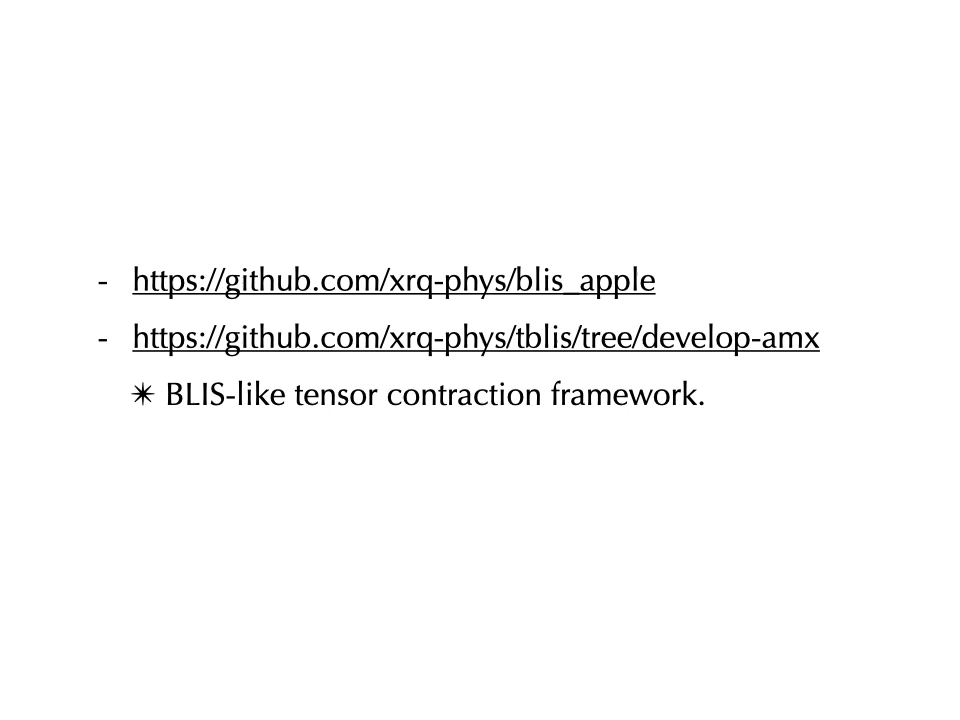 - https://github.com/xrq-phys/blis_apple
- https://github.com/xrq-phys/tblis/tree/develop-amx
✴ BLIS-like tensor contraction framework.